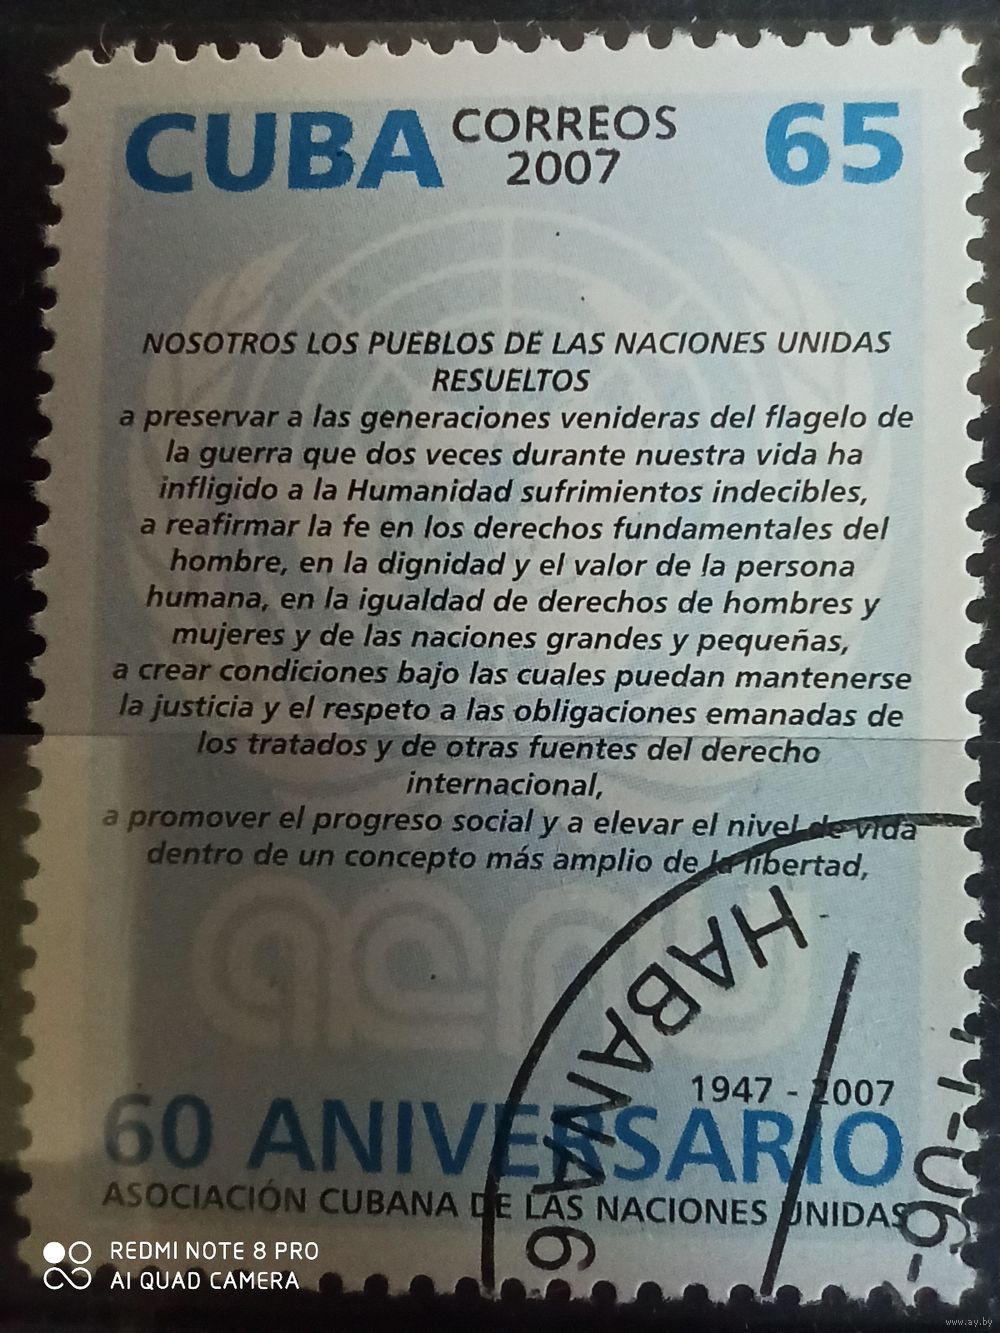 CUBA CORREOS 65
2007
NOSOTROS LOS PUEBLOS DE LAS NACIONES UNIDAS
RESUELTOS
a preservar a las generaciones venideras del flagelo de
la guerra que dos veces durante nuestra vida ha
infligido a la Humanidad sufrimientos indecibles,
a reafirmar la fe en los derechos fundamentales del
hombre, en la dignidad y el valor de la persona
humana, en la igualdad de derechos de hombres y
mujeres y de las naciones grandes y pequeñas,
a crear condiciones bajo las cuales puedan mantenerse
la justicia y el respeto a las obligaciones emanadas de
los tratados y de otras fuentes del derecho
internacional,
a promover el progreso social y a elevar el nivel de vida
dentro de un concepto más amplio de la libertad,
acnu
HABANA 6
1947 - 2007
60 ANIVERSARIO
ASOCIACIÓN CUBANA DE LAS NACIONES UNIDAS
REDMI NOTE 8 PRO
AI QUAD CAMERA
www.ay.by